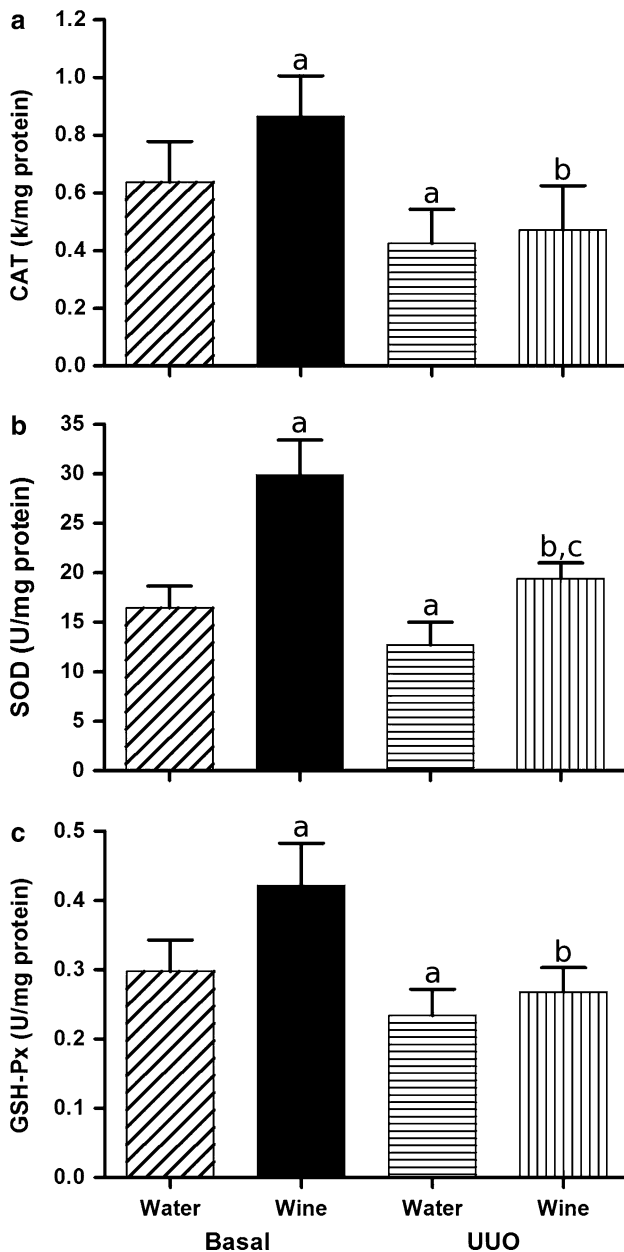 a
CAT (k/mg protein)
1.2
1.0
0.8
0.6
0.4
0.2
0.0
a
a
b
b
SOD (U/mg protein)
35
30
25
20
15
10
5
0
a
a
b,c
c
GSH-Px (U/mg protein)
0.5
0.4
0.3
0.2
0.1
0.0
a
a
b
Water Wine Water Wine
Basal UUO